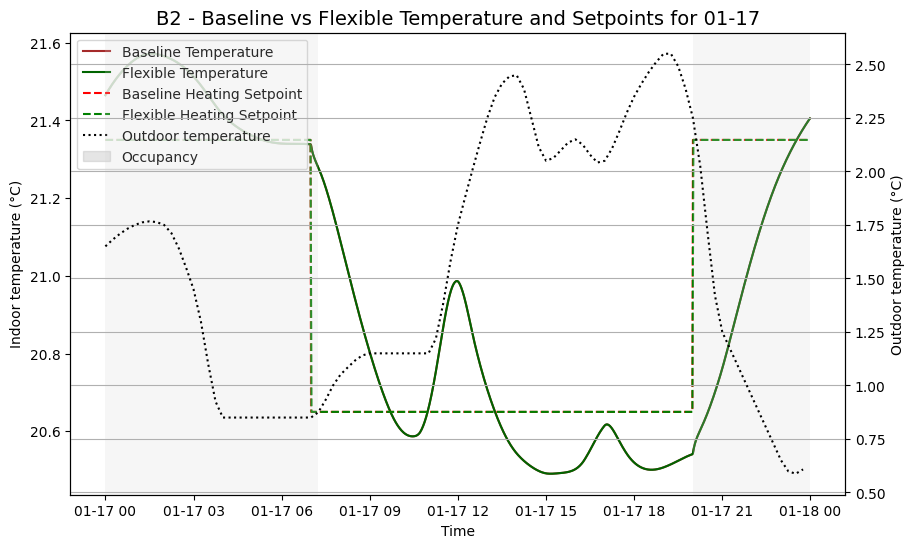 B2 - Baseline vs Flexible Temperature and Setpoints for 01-17
Baseline Temperature
Flexible Temperature
Baseline Heating Setpoint
Flexible Heating Setpoint
Outdoor temperature
Occupancy
Indoor temperature (°C)
21.6
21.4
21.2
21.0
20.8
20.6
2.50
2.25
2.00
1.75
1.50
1.25
1.00
0.75
0.50
Outdoor temperature (°C)
01-17 00 01-17 03 01-17 06 01-17 09 01-17 12 01-17 15 01-17 18 01-17 21 01-18 00
Time